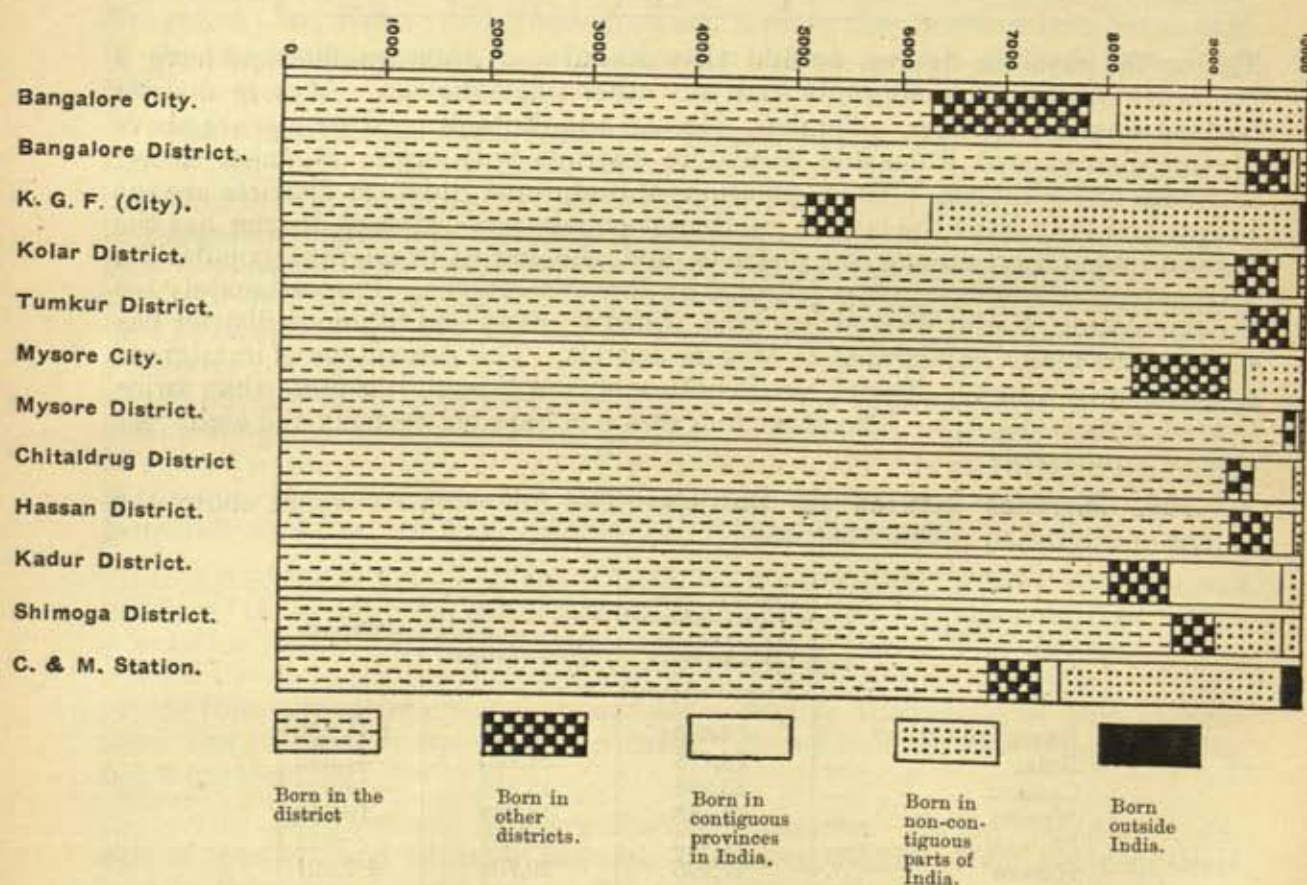 0 1000 2000 3000 4000 5000 6000 7000 8000 9000
Bangalore City.
Bangalore District..
K. G. F. (City).
Kolar District.
Tumkur District.
Mysore City.
Mysore District.
Chitaldrug District
Hassan District.
Kadur District.
Shimoga District.
C. & M. Station.
Born in the
district
Born in
other
districts.
Born in
contiguous
provinces
in India.
Born in
non-con-
tiguous
parts of
India.
Born
outside
India.